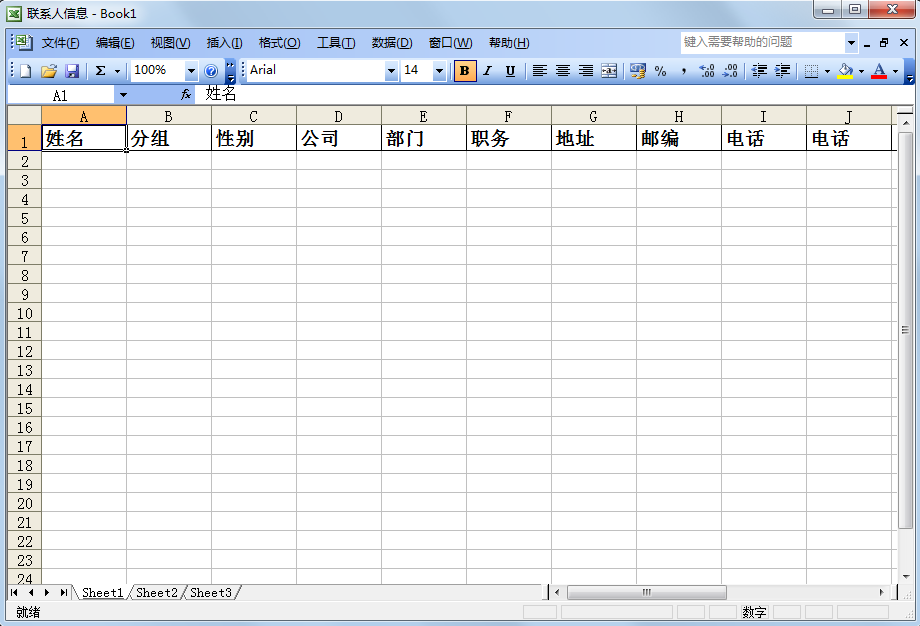 联系人信息 - Book1
文件(F) 编辑(E) 视图(V) 插入(I) 格式(O) 工具(T) 数据(D) 窗口(W) 帮助(H) 键入需要帮助的问题
Σ 100% Arial 14 B I U % , A
A1 fx 姓名
A B C D E F G H I J
1 姓名 分组 性别 公司 部门 职务 地址 邮编 电话 电话
2
3
4
5
6
7
8
9
10
11
12
13
14
15
16
17
18
19
20
21
22
23
24
Sheet1 Sheet2 Sheet3
就绪 数字